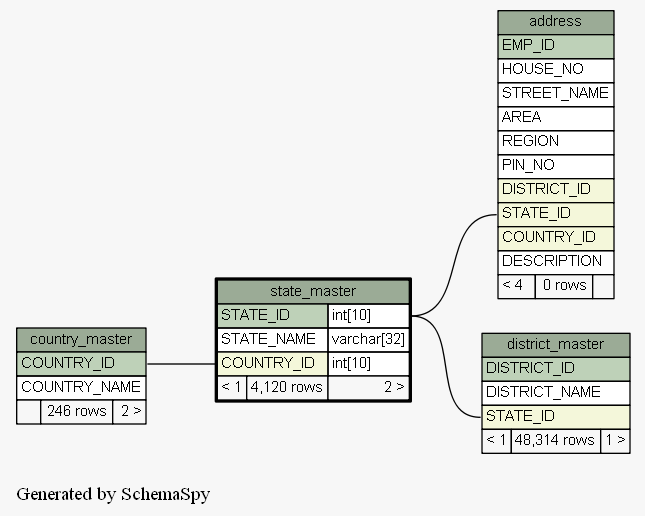 address
EMP_ID
HOUSE_NO
STREET_NAME
AREA
REGION
PIN_NO
DISTRICT_ID
STATE_ID
COUNTRY_ID
DESCRIPTION
< 4 0 rows
state_master
STATE_ID int[10]
STATE_NAME varchar[32]
COUNTRY_ID int[10]
< 1 4,120 rows 2 >
country_master
COUNTRY_ID
COUNTRY_NAME
246 rows 2 >
district_master
DISTRICT_ID
DISTRICT_NAME
STATE_ID
< 1 48,314 rows 1 >
Generated by SchemaSpy